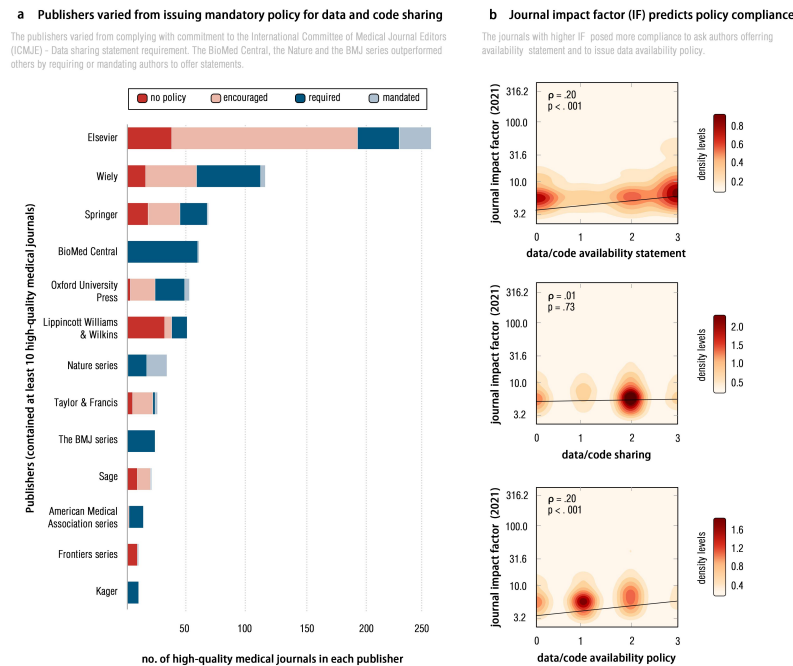 a Publishers varied from issuing mandatory policy for data and code sharing
The publishers varied from complying with commitment to the International Committee of Medical Journal Editors
(ICMJE) - Data sharing statement requirement. The BioMed Central, the Nature and the BMJ series outperformed
others by requiring or mandating authors to offer statements.
no policy encouraged required mandated
Publishers (contained at least 10 high-quality medical journals)
Elsevier
Wiely
Springer
BioMed Central
Oxford University
Press
Lippincott Williams
& Wilkins
Nature series
Taylor & Francis
The BMJ series
Sage
American Medical
Association series
Frontiers series
Kager
50 100 150 200 250
no. of high-quality medical journals in each publisher
b Journal impact factor (IF) predicts policy compliance
The journals with higher IF posed more compliance to ask authors offerring
availability statement and to issue data availability policy.
journal impact factor (2021)
316.2
100.0
31.6
10.0
3.2
ρ = .20
p < . 001
0 1 2 3
data/code availability statement
density levels
0.8
0.6
0.4
0.2
journal impact factor (2021)
316.2
100.0
31.6
10.0
3.2
ρ = .01
p = .73
0 1 2 3
data/code sharing
density levels
2.0
1.5
1.0
0.5
journal impact factor (2021)
316.2
100.0
31.6
10.0
3.2
ρ = .20
p < . 001
0 1 2 3
data/code availability policy
density levels
1.6
1.2
0.8
0.4